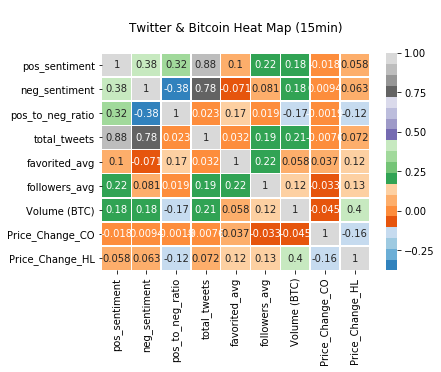 Twitter & Bitcoin Heat Map (15min)
pos_sentiment 1 0.38 0.32 0.88 0.1 0.22 0.18 -0.018 0.058
neg_sentiment 0.38 1 -0.38 0.78 -0.071 0.081 0.18 0.0094 0.063
pos_to_neg_ratio 0.32 -0.38 1 0.023 0.17 0.019 -0.17 -0.0019 -0.12
total_tweets 0.88 0.78 0.023 1 0.032 0.19 0.21 -0.0076 0.072
favorited_avg 0.1 -0.071 0.17 0.032 1 0.22 0.058 0.037 0.12
followers_avg 0.22 0.081 0.019 0.19 0.22 1 0.12 -0.033 0.13
Volume (BTC) 0.18 0.18 -0.17 0.21 0.058 0.12 1 -0.045 0.4
Price_Change_CO -0.018 0.0094 -0.0019 -0.0076 0.037 -0.033 -0.045 1 -0.16
Price_Change_HL 0.058 0.063 -0.12 0.072 0.12 0.13 0.4 -0.16 1
pos_sentiment
neg_sentiment
pos_to_neg_ratio
total_tweets
favorited_avg
followers_avg
Volume (BTC)
Price_Change_CO
Price_Change_HL
1.00
0.75
0.50
0.25
0.00
−0.25